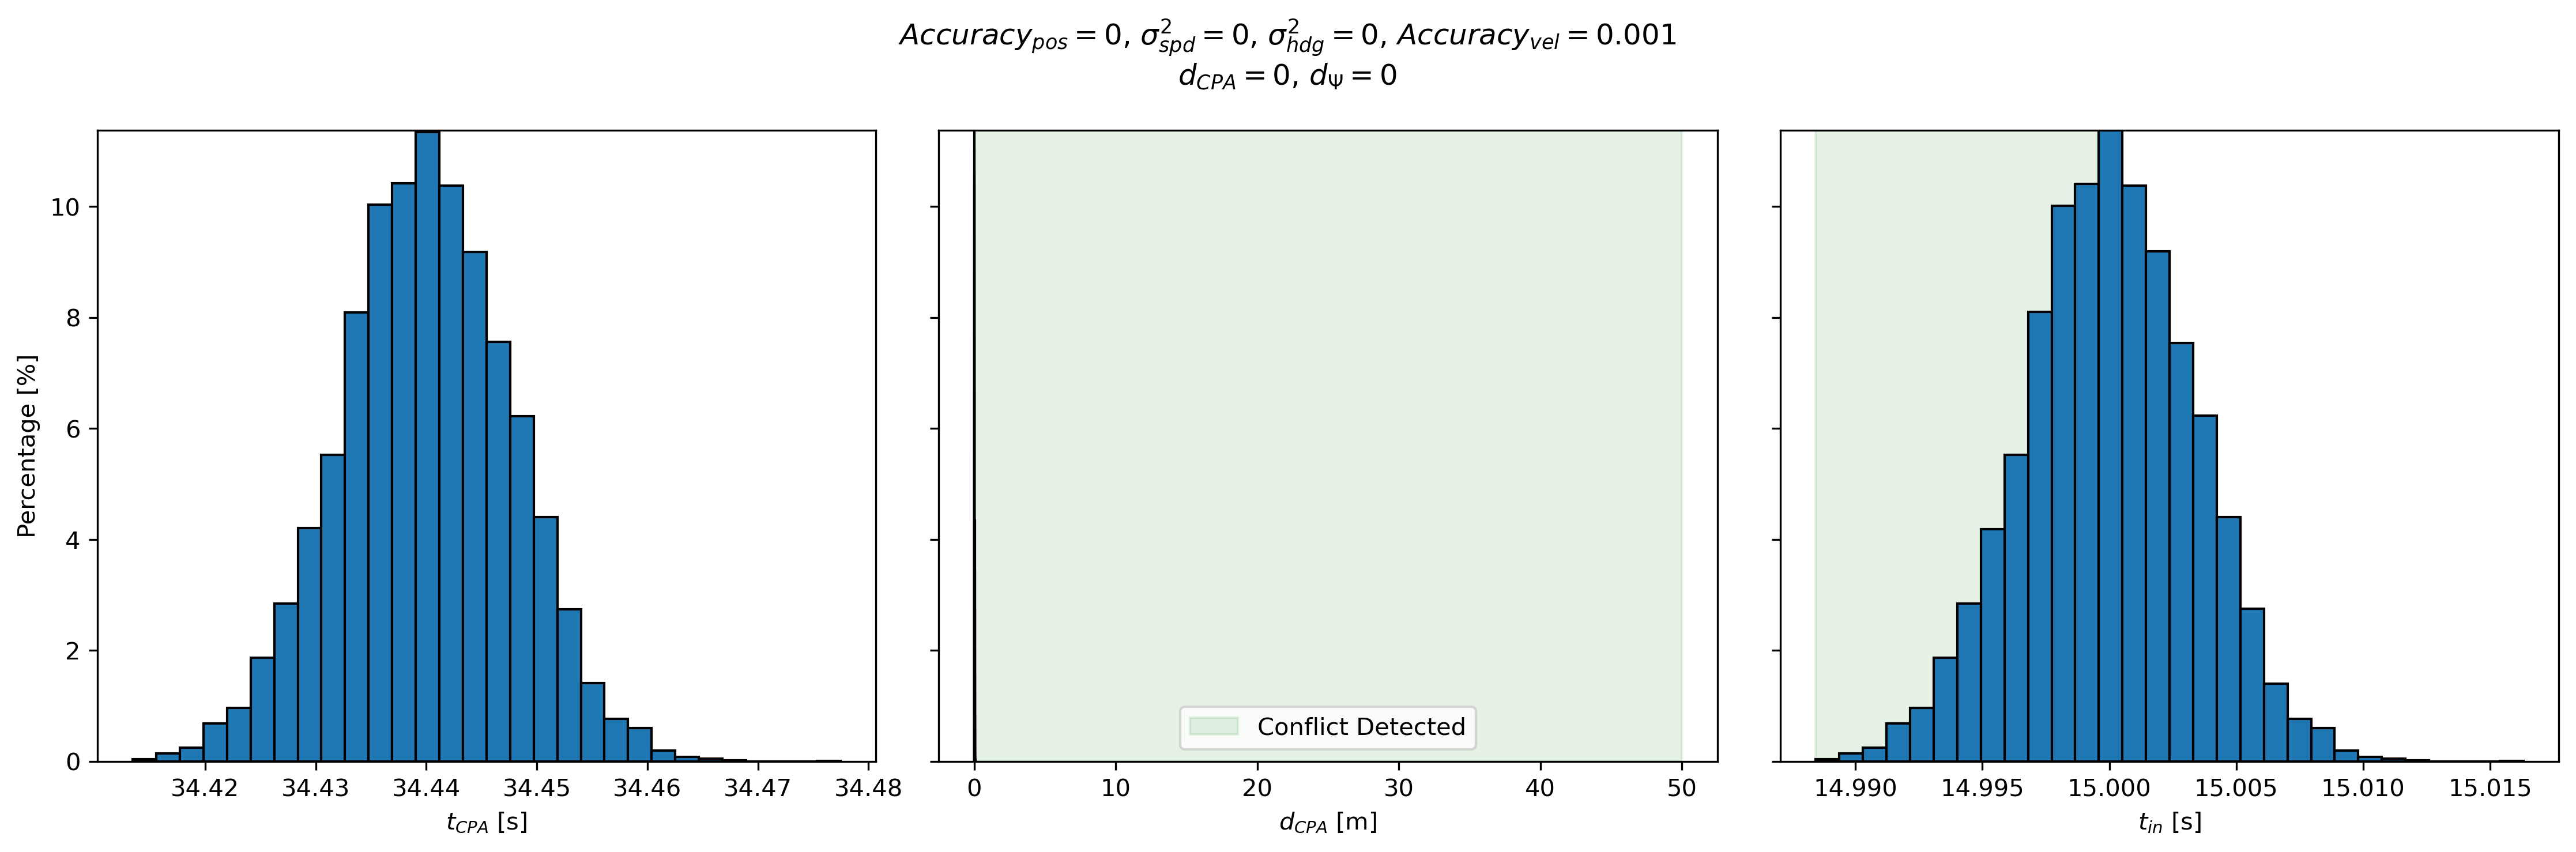 Accuracy_pos = 0, σ²_spd = 0, σ²_hdg = 0, Accuracy_vel = 0.001
d_CPA = 0, d_Ψ = 0
Percentage [%]
10
8
6
4
2
0
34.42 34.43 34.44 34.45 34.46 34.47 34.48
t_CPA [s]
Conflict Detected
0 10 20 30 40 50
d_CPA [m]
14.990 14.995 15.000 15.005 15.010 15.015
t_in [s]